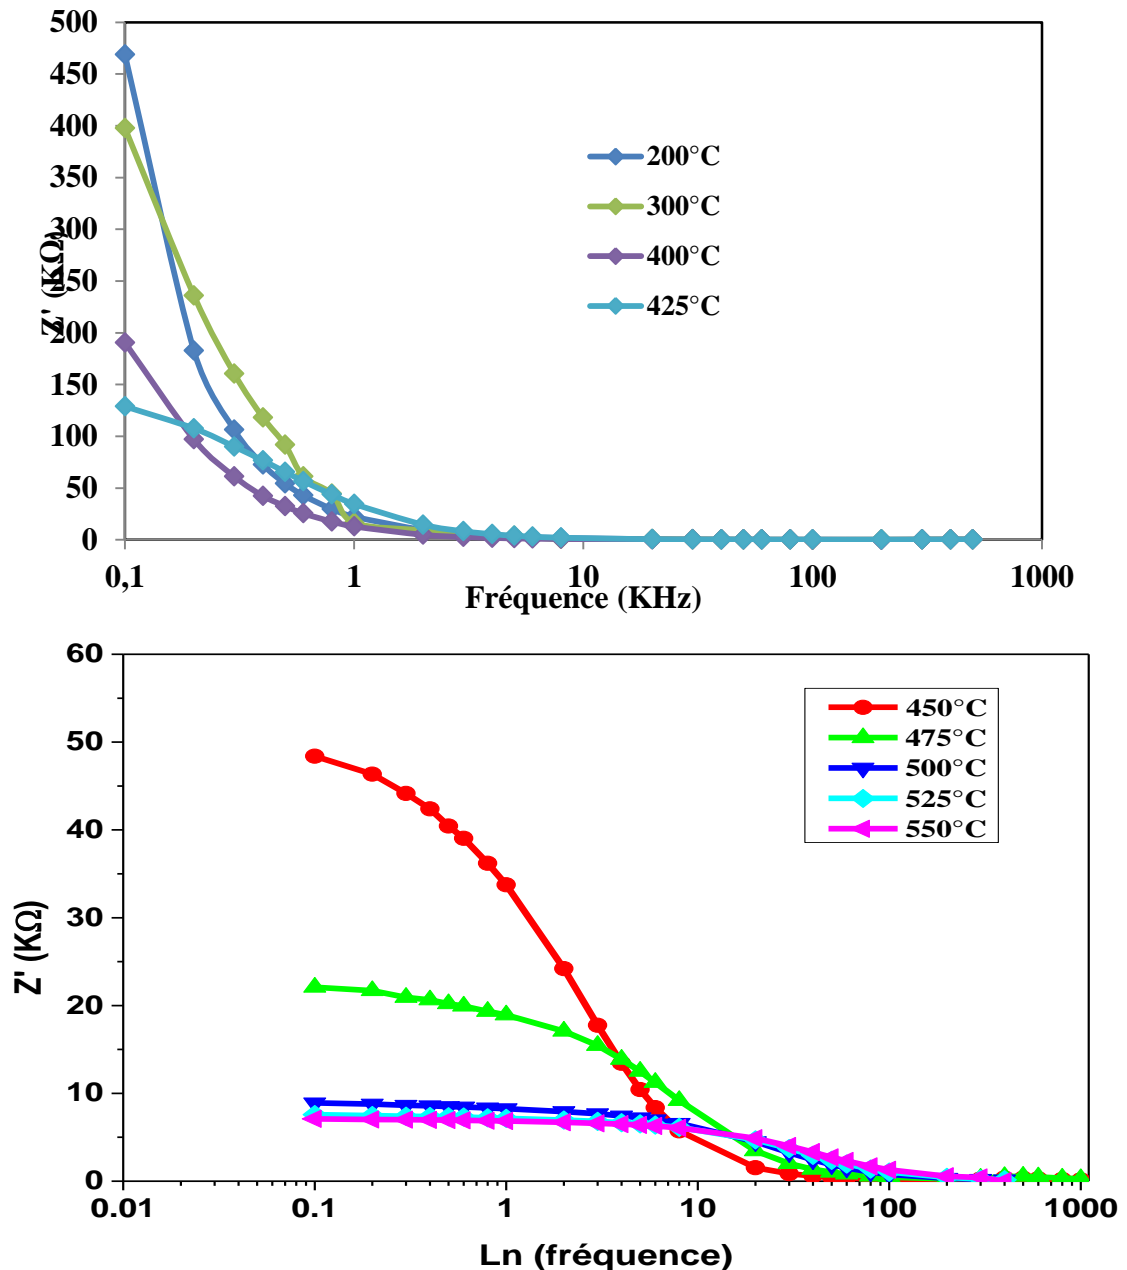 500
450
400
350
300
250
200
150
100
50
0
Z' (KΩ)
200°C
300°C
400°C
425°C
0,1 1 10 100 1000
Fréquence (KHz)
60
50
40
30
20
10
0
Z' (KΩ)
450°C
475°C
500°C
525°C
550°C
0.01 0.1 1 10 100 1000
Ln (fréquence)